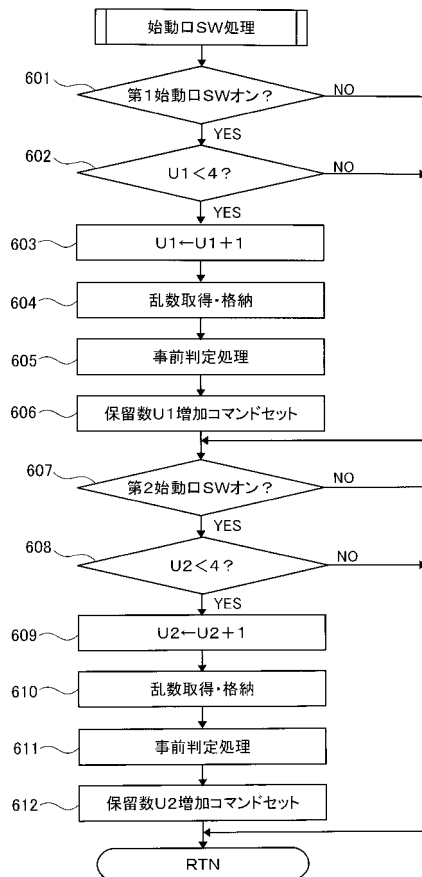 始動口SW処理
601
第1始動口SWオン?
NO
YES
602
U1<4?
NO
YES
603
U1←U1+1
604
乱数取得・格納
605
事前判定処理
606
保留数U1増加コマンドセット
607
第2始動口SWオン?
NO
YES
608
U2<4?
NO
YES
609
U2←U2+1
610
乱数取得・格納
611
事前判定処理
612
保留数U2増加コマンドセット
RTN